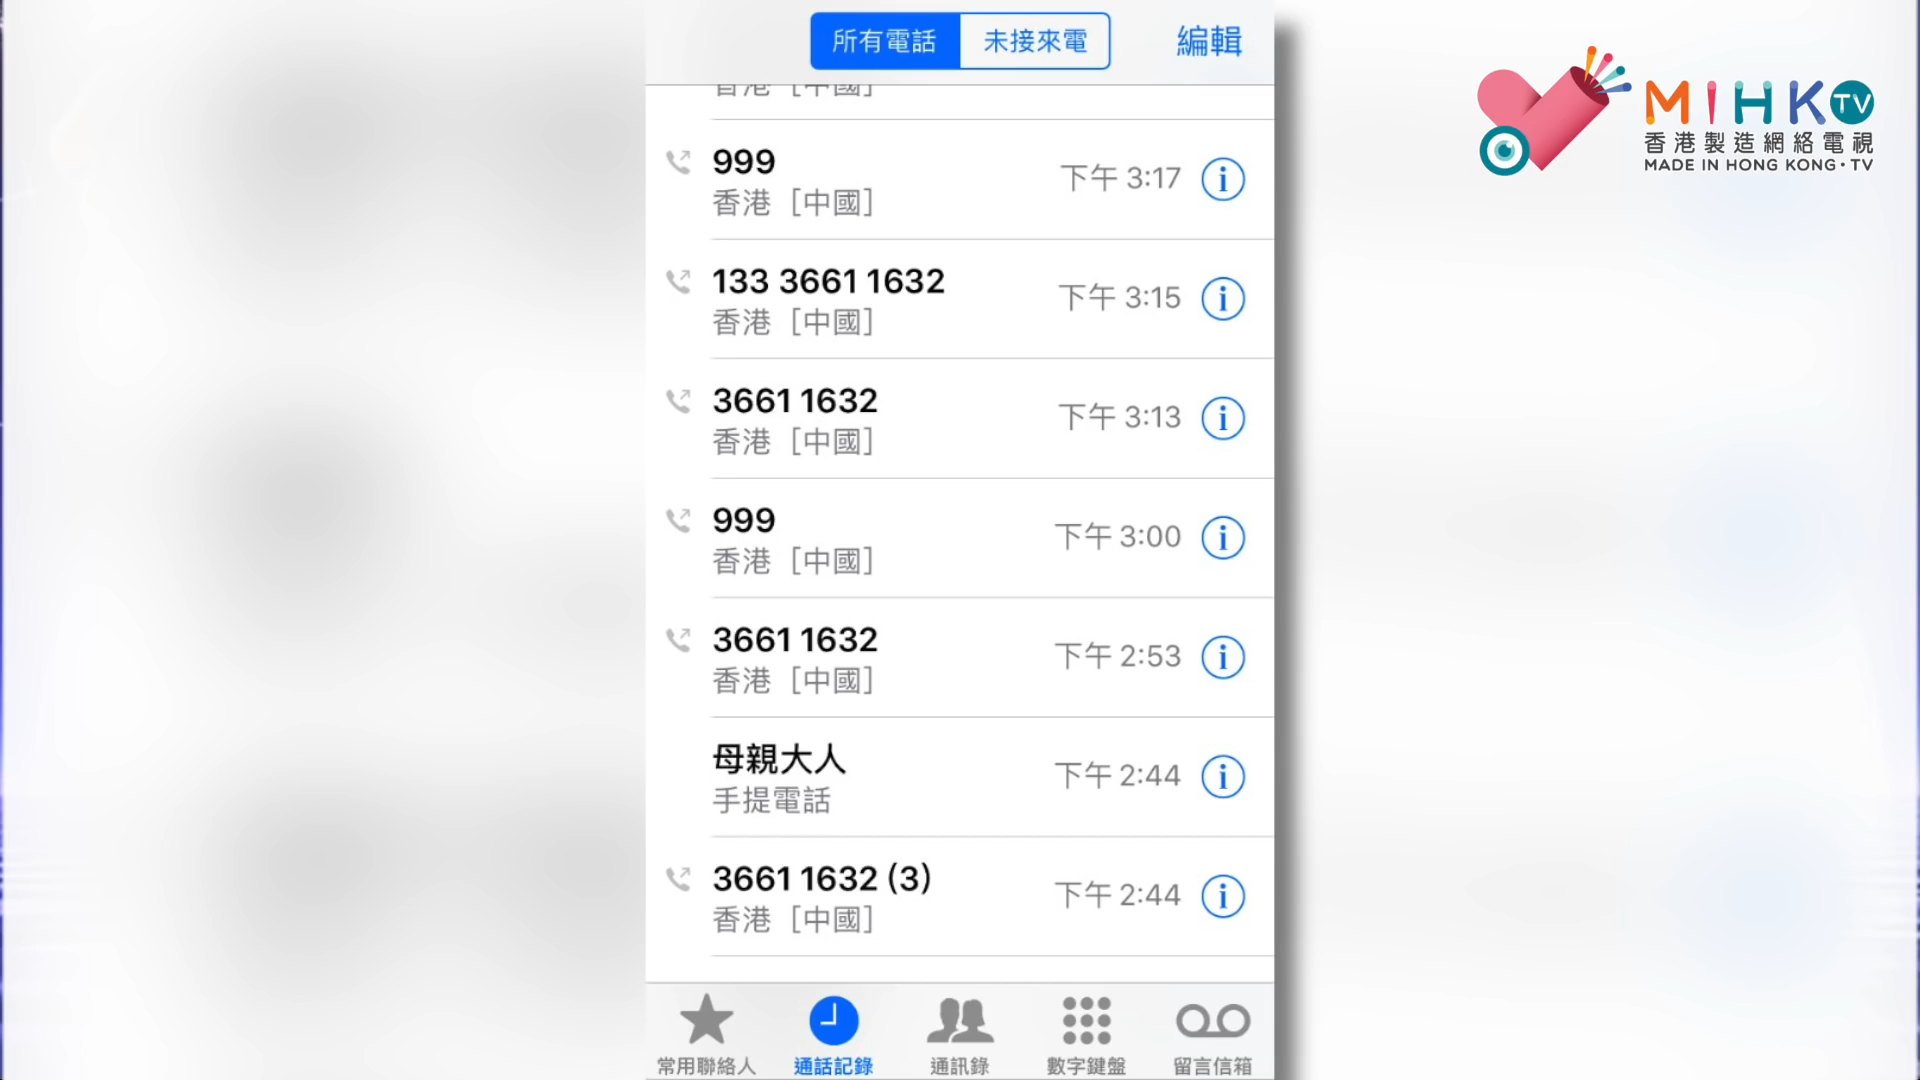 所有電話 未接來電 編輯
香港 [中國]
999 下午 3:17
香港 [中國]
133 3661 1632 下午 3:15
香港 [中國]
3661 1632 下午 3:13
香港 [中國]
999 下午 3:00
香港 [中國]
3661 1632 下午 2:53
香港 [中國]
母親大人 下午 2:44
手提電話
3661 1632 (3) 下午 2:44
香港 [中國]
常用聯絡人 通話記錄 通訊錄 數字鍵盤 留言信箱
MIHK TV
香港製造網絡電視
MADE IN HONG KONG·TV